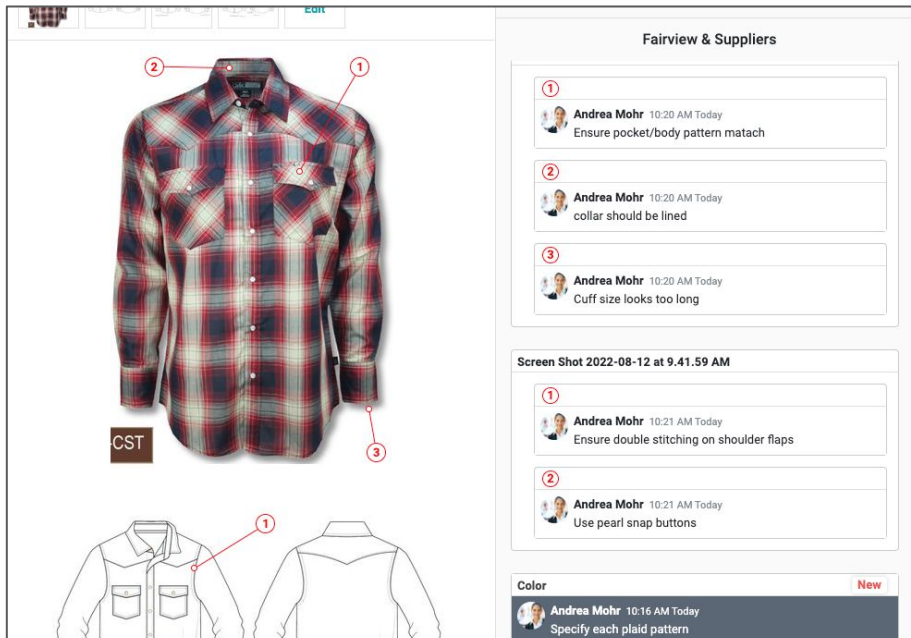 Edit
Fairview & Suppliers
2
1
3
-CST
1
1
Andrea Mohr 10:20 AM Today
Ensure pocket/body pattern matach
2
Andrea Mohr 10:20 AM Today
collar should be lined
3
Andrea Mohr 10:20 AM Today
Cuff size looks too long
Screen Shot 2022-08-12 at 9.41.59 AM
1
Andrea Mohr 10:21 AM Today
Ensure double stitching on shoulder flaps
2
Andrea Mohr 10:21 AM Today
Use pearl snap buttons
Color New
Andrea Mohr 10:16 AM Today
Specify each plaid pattern